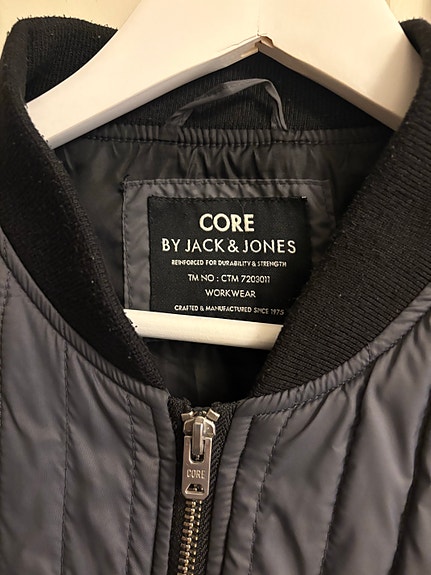 CORE
BY JACK & JONES
REINFORCED FOR DURABILITY & STRENGTH
TM NO : CTM 7203011
WORKWEAR
CRAFTED & MANUFACTURED SINCE 1975
CORE